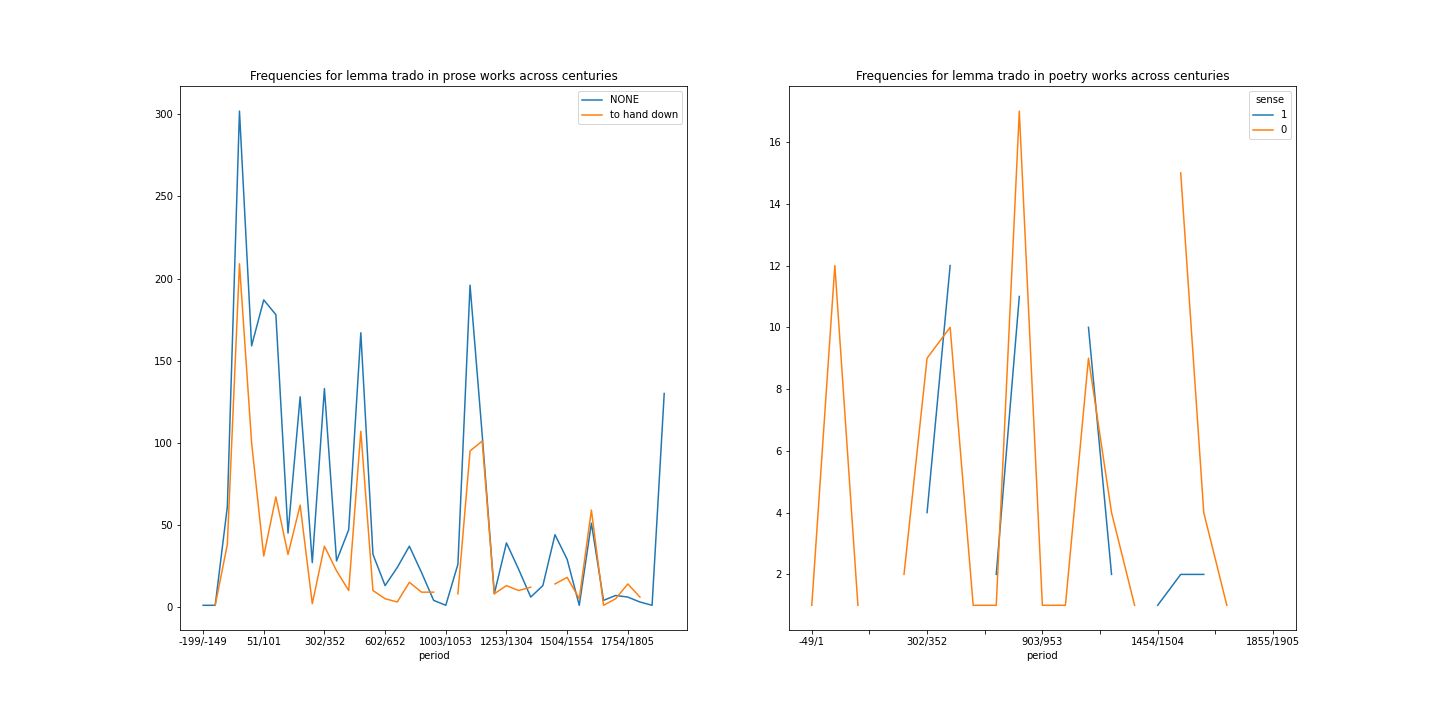 Frequencies for lemma trado in prose works across centuries
NONE
to hand down
300
250
200
150
100
50
0
-199/-149 51/101 302/352 602/652 1003/1053 1253/1304 1504/1554 1754/1805
period
Frequencies for lemma trado in poetry works across centuries
sense
1
0
16
14
12
10
8
6
4
2
-49/1 302/352 903/953 1454/1504 1855/1905
period